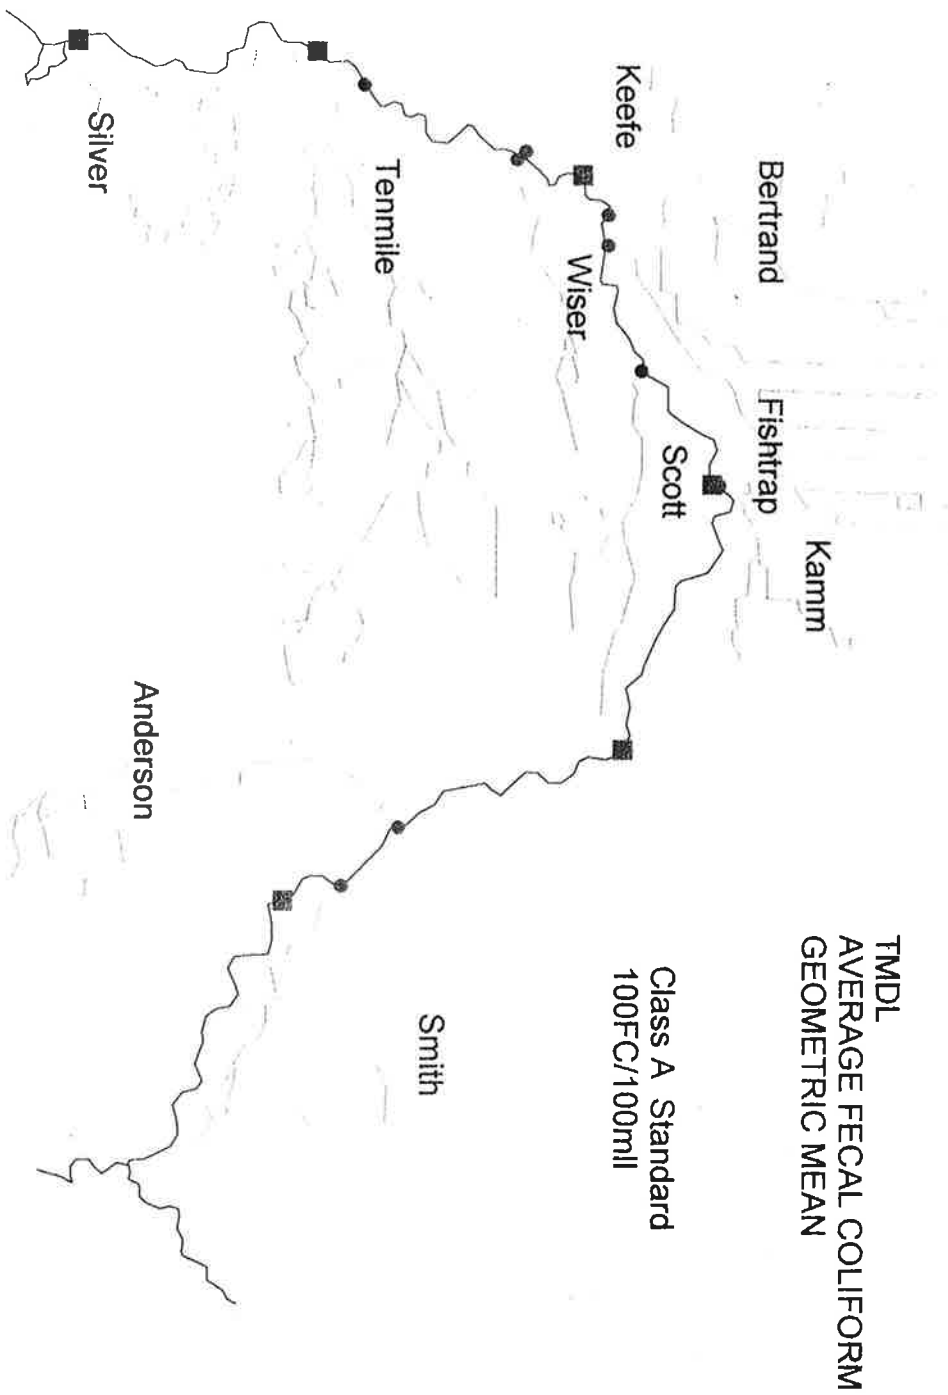 TMDL
AVERAGE FECAL COLIFORM
GEOMETRIC MEAN
Class A Standard
100FC/100mll
Kamm
Bertrand
Fishtrap
Keefe
Scott
Wiser
Smith
Tenmile
Anderson
Silver